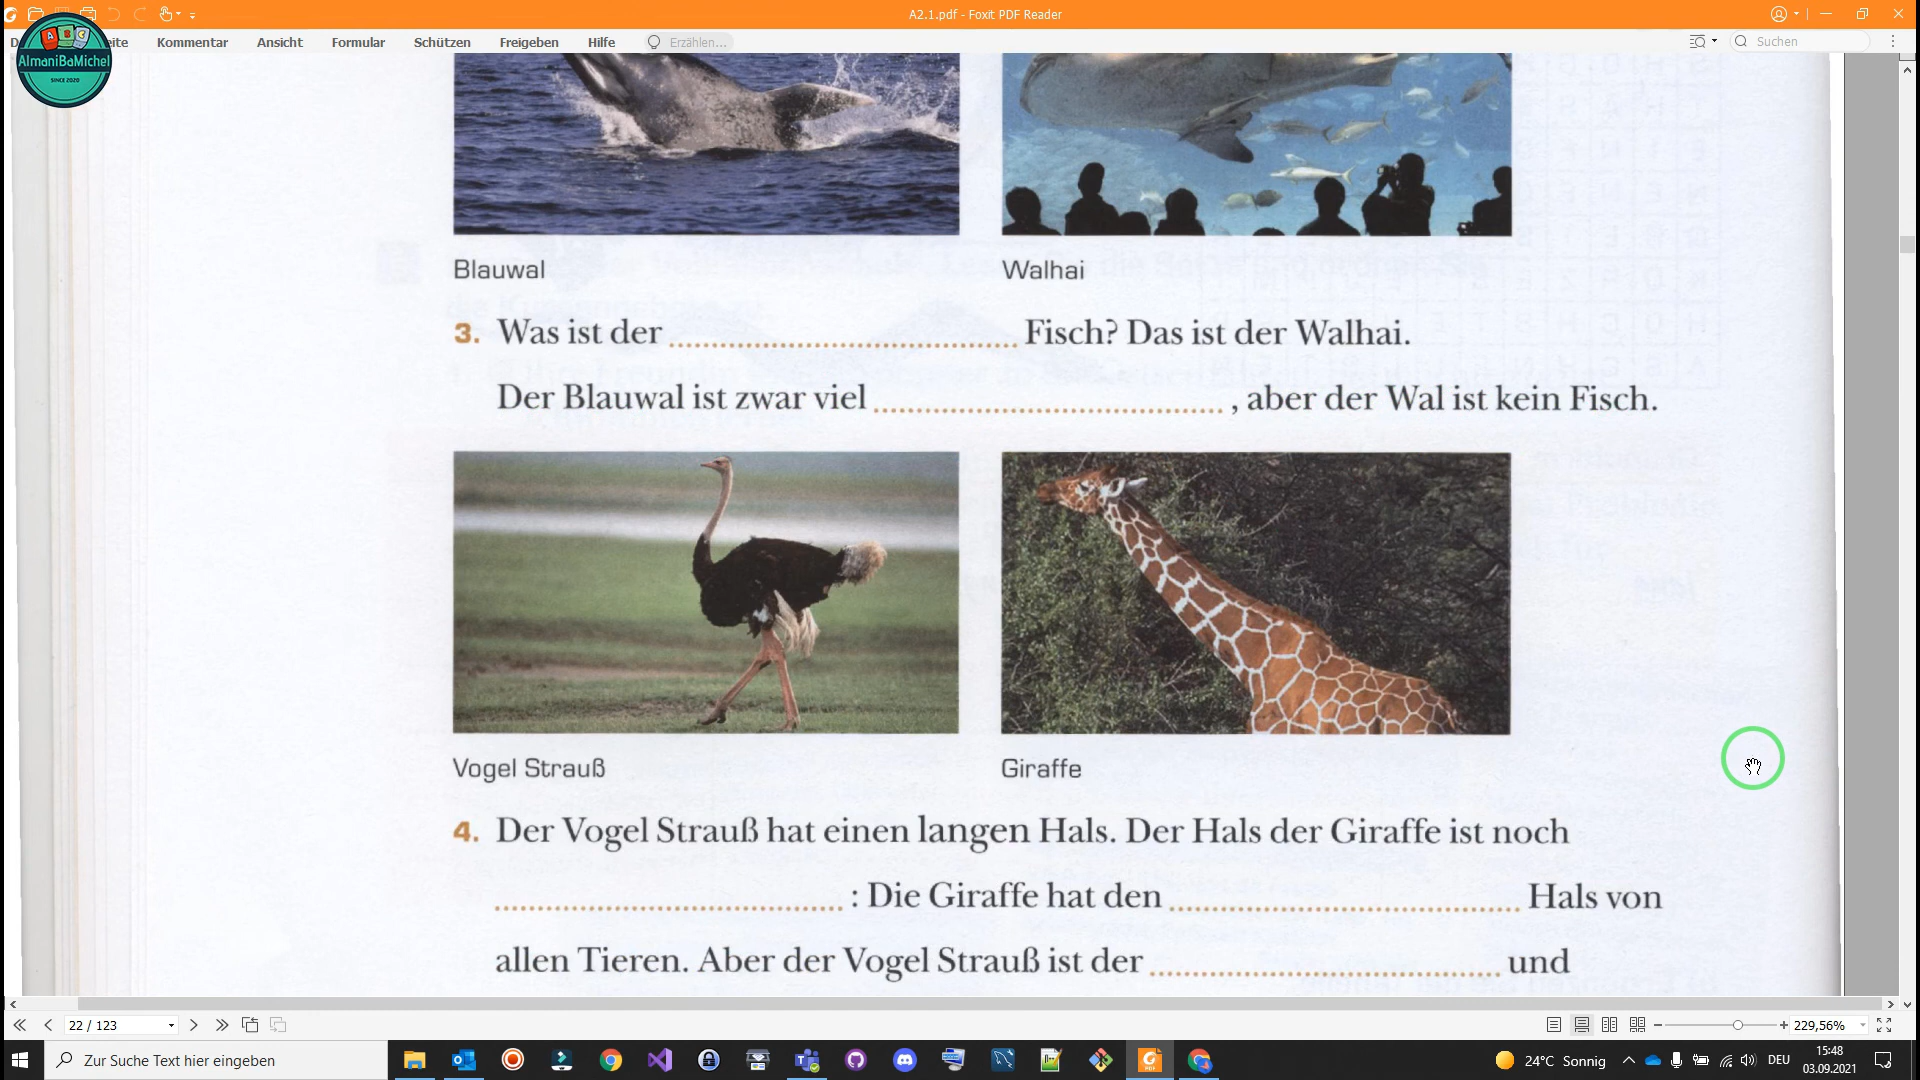 A2.1.pdf - Foxit PDF Reader
Kommentar Ansicht Formular Schützen Freigeben Hilfe Erzählen... Suchen
A B C
AlmaniBaMichel
SINCE 2020
Blauwal Walhai
3. Was ist der .......... Fisch? Das ist der Walhai.
Der Blauwal ist zwar viel .......... , aber der Wal ist kein Fisch.
Vogel Strauß Giraffe
4. Der Vogel Strauß hat einen langen Hals. Der Hals der Giraffe ist noch
.......... : Die Giraffe hat den .......... Hals von
allen Tieren. Aber der Vogel Strauß ist der .......... und
22 / 123 229,56%
Zur Suche Text hier eingeben 24°C Sonnig DEU 15:48
03.09.2021